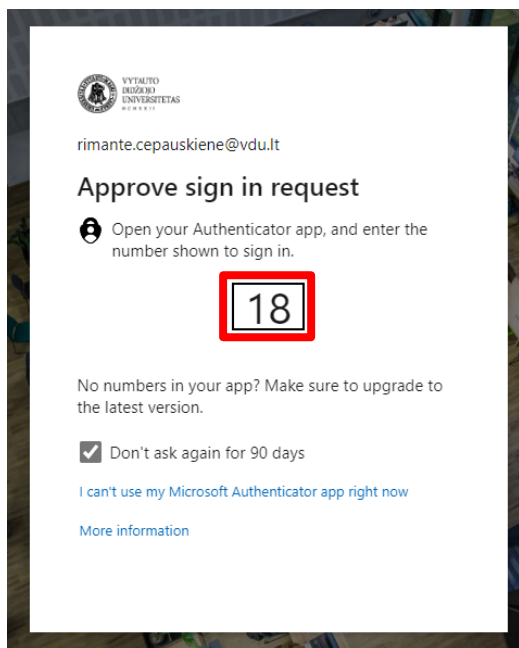 VYTAUTO
DIDŽIOJO
UNIVERSITETAS
MCMXXII
rimante.cepauskiene@vdu.lt
Approve sign in request
Open your Authenticator app, and enter the
number shown to sign in.
18
No numbers in your app? Make sure to upgrade to
the latest version.
Don't ask again for 90 days
I can't use my Microsoft Authenticator app right now
More information